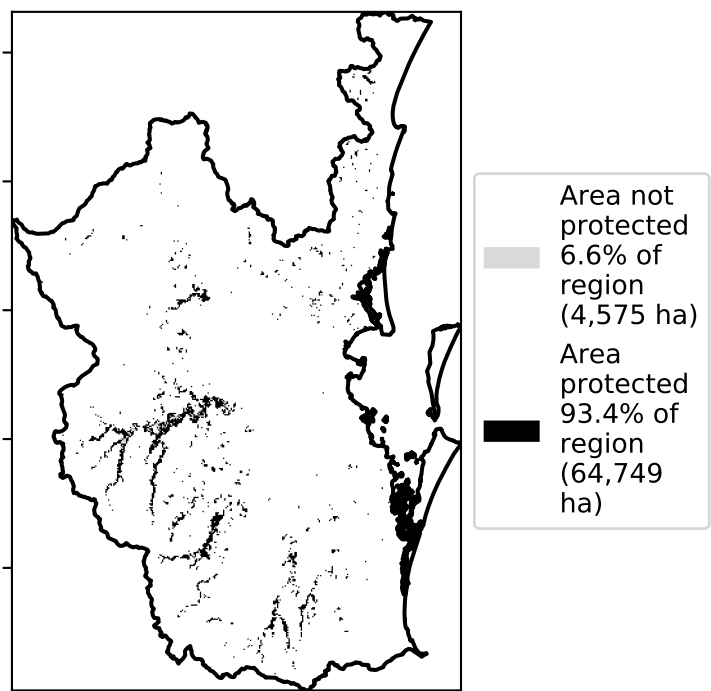 Area not
protected
6.6% of
region
(4,575 ha)
Area
protected
93.4% of
region
(64,749
ha)